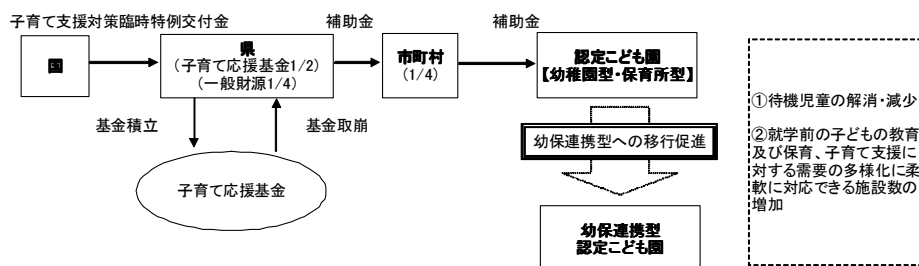 子育て支援対策臨時特例交付金
補助金
補助金
国
県
(子育て応援基金1/2)
(一般財源1/4)
市町村
(1/4)
認定こども園
【幼稚園型・保育所型】
基金積立
基金取崩
子育て応援基金
幼保連携型への移行促進
幼保連携型
認定こども園
①待機児童の解消・減少
②就学前の子どもの教育
及び保育、子育て支援に
対する需要の多様化に柔
軟に対応できる施設数の
増加